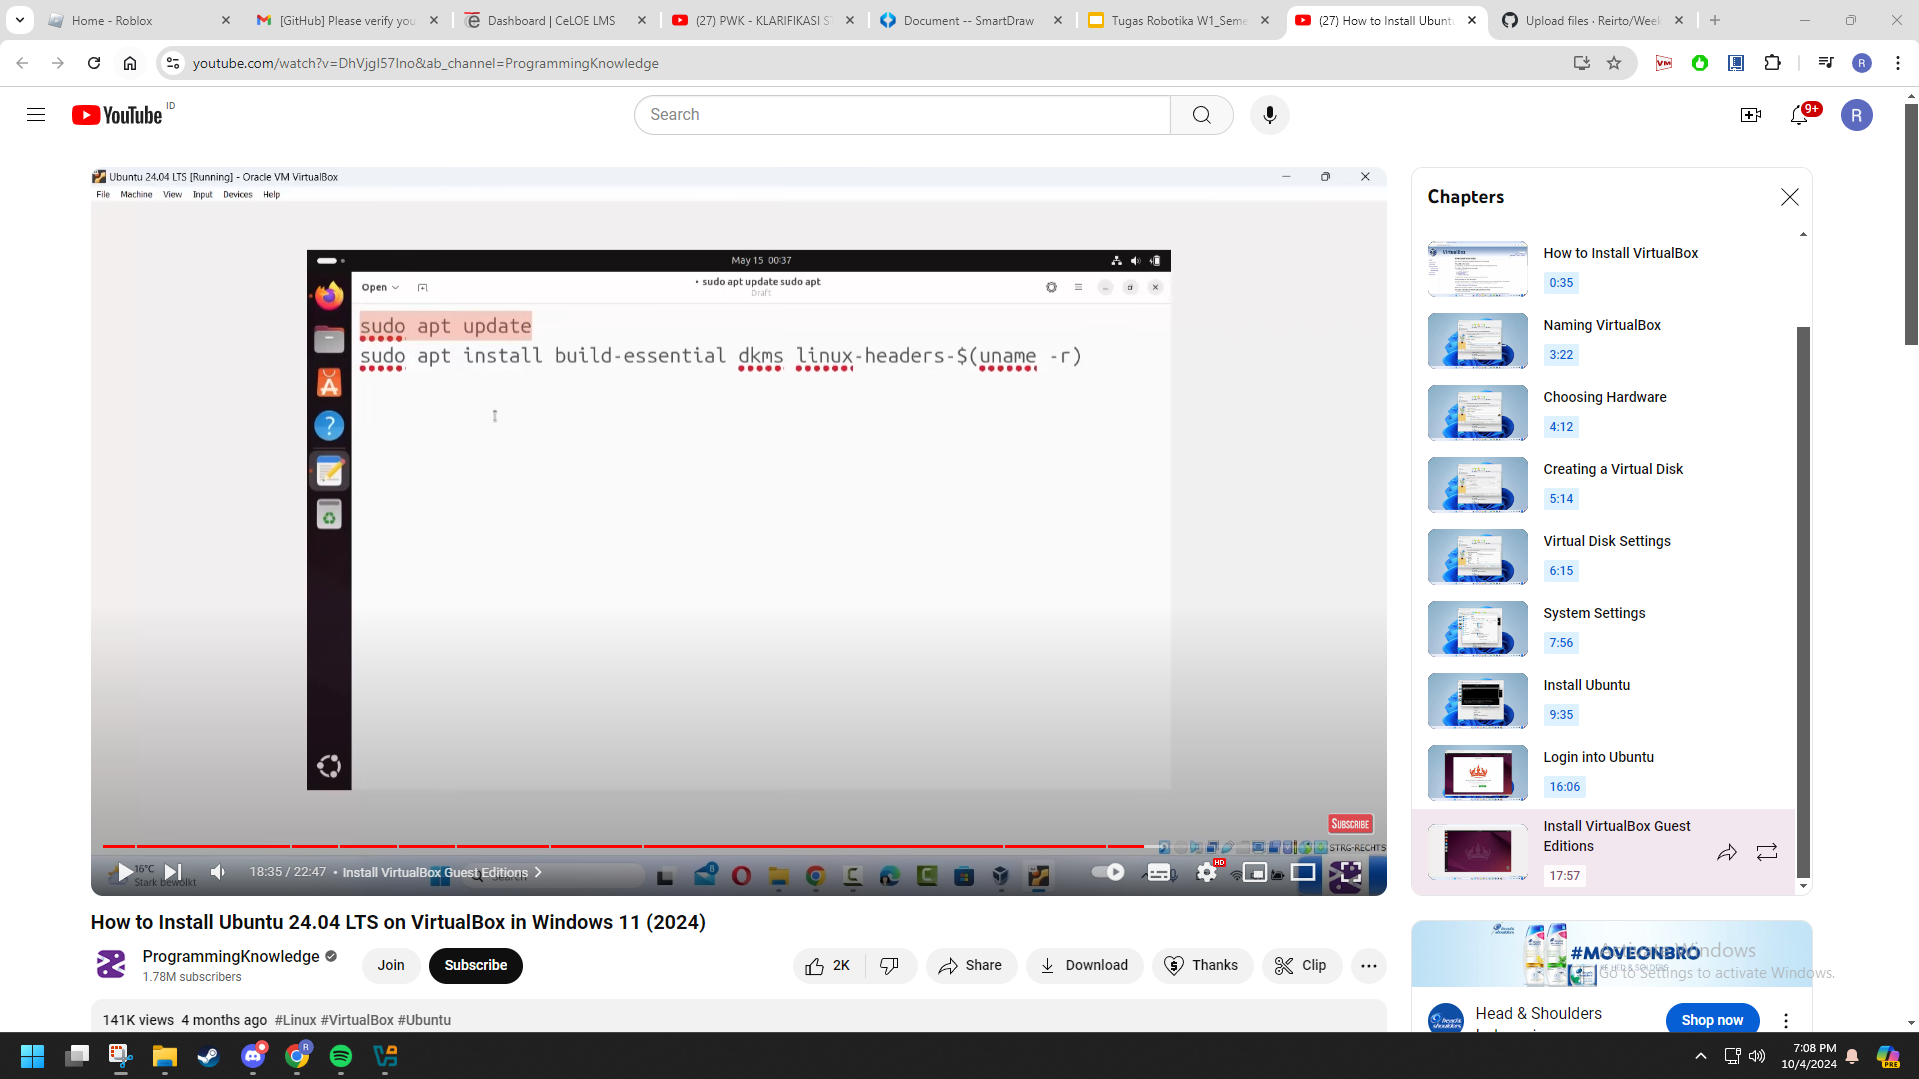 Home - Roblox
[GitHub] Please verify you
Dashboard | CeLOE LMS
(27) PWK - KLARIFIKASI S
Document -- SmartDraw
Tugas Robotika W1_Seme
(27) How to Install Ubunt
Upload files · Reirto/Week
youtube.com/watch?v=DhVjgI57Ino&ab_channel=ProgrammingKnowledge
R
YouTube ID
Search
9+
R
Ubuntu 24.04 LTS [Running] - Oracle VM VirtualBox
File Machine View Input Devices Help
May 15 00:37
Open
• sudo apt update sudo apt
Draft
sudo apt update
sudo apt install build-essential dkms linux-headers-$(uname -r)
SUBSCRIBE
STRG-RECHTS
16°C
Stark bewölkt
18:35 / 22:47 • Install VirtualBox Guest Editions
Search
HD
Chapters
How to Install VirtualBox
0:35
Naming VirtualBox
3:22
Choosing Hardware
4:12
Creating a Virtual Disk
5:14
Virtual Disk Settings
6:15
System Settings
7:56
Install Ubuntu
9:35
Login into Ubuntu
16:06
Install VirtualBox Guest
Editions
17:57
How to Install Ubuntu 24.04 LTS on VirtualBox in Windows 11 (2024)
ProgrammingKnowledge
1.78M subscribers
Join
Subscribe
2K
Share
Download
Thanks
Clip
141K views 4 months ago #Linux #VirtualBox #Ubuntu
#MOVEONBRO
Activate Windows
Go to Settings to activate Windows.
Head & Shoulders
Shop now
7:08 PM
10/4/2024